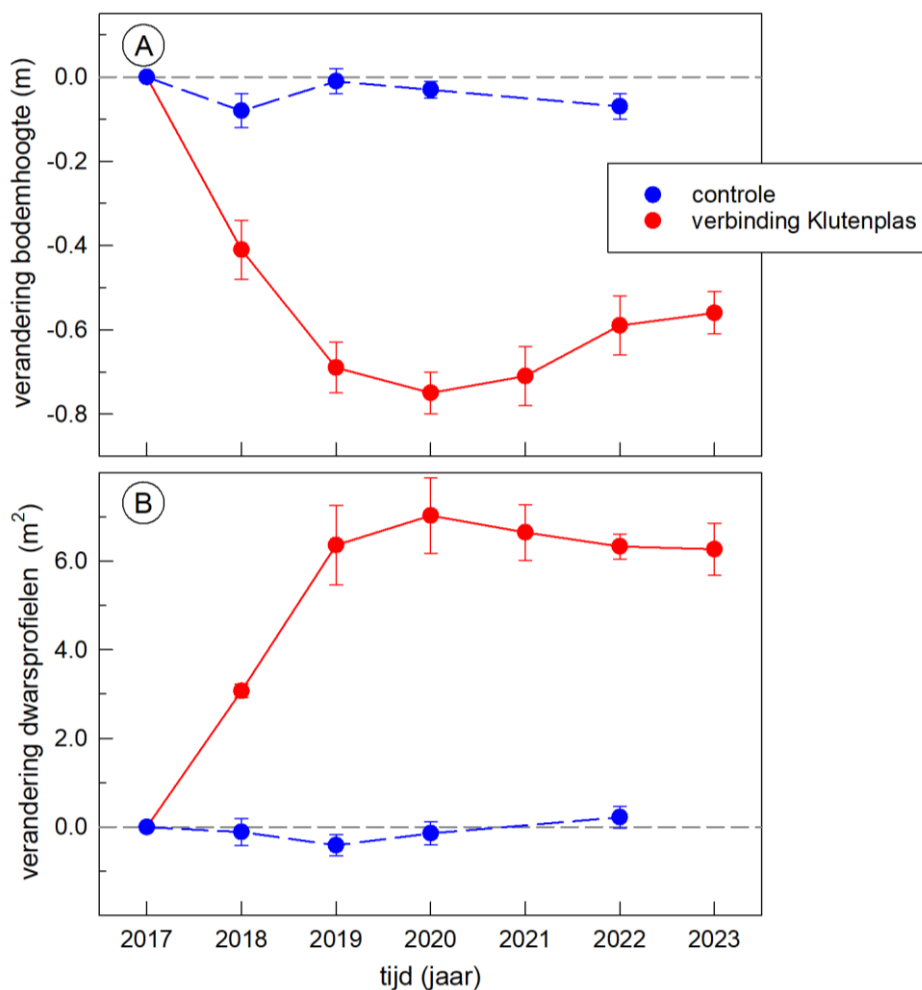 A
verandering bodemhoogte (m)
0.0
-0.2
-0.4
-0.6
-0.8
controle
verbinding Klutenplas
B
verandering dwarsprofielen (m²)
6.0
4.0
2.0
0.0
2017 2018 2019 2020 2021 2022 2023
tijd (jaar)